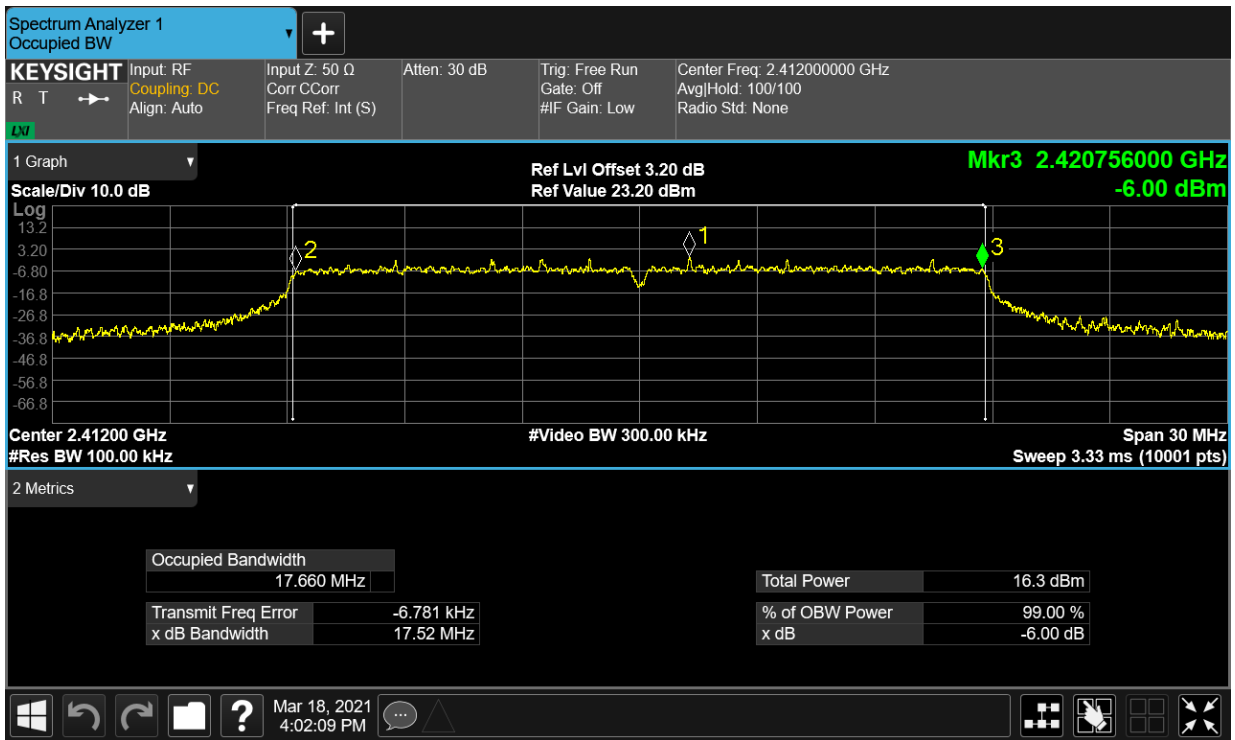 Spectrum Analyzer 1
Occupied BW
KEYSIGHT
R T
LXI
Input: RF
Coupling: DC
Align: Auto
Input Z: 50 Ω
Corr CCorr
Freq Ref: Int (S)
Atten: 30 dB
Trig: Free Run
Gate: Off
#IF Gain: Low
Center Freq: 2.412000000 GHz
Avg|Hold: 100/100
Radio Std: None
1 Graph
Scale/Div 10.0 dB
Ref Lvl Offset 3.20 dB
Ref Value 23.20 dBm
Mkr3 2.420756000 GHz
-6.00 dBm
Log
13.2
3.20
-6.80
-16.8
-26.8
-36.8
-46.8
-56.8
-66.8
2
1
3
Center 2.41200 GHz
#Res BW 100.00 kHz
#Video BW 300.00 kHz
Span 30 MHz
Sweep 3.33 ms (10001 pts)
2 Metrics
Occupied Bandwidth
17.660 MHz
Transmit Freq Error -6.781 kHz
x dB Bandwidth 17.52 MHz
Total Power 16.3 dBm
% of OBW Power 99.00 %
x dB -6.00 dB
?
Mar 18, 2021
4:02:09 PM